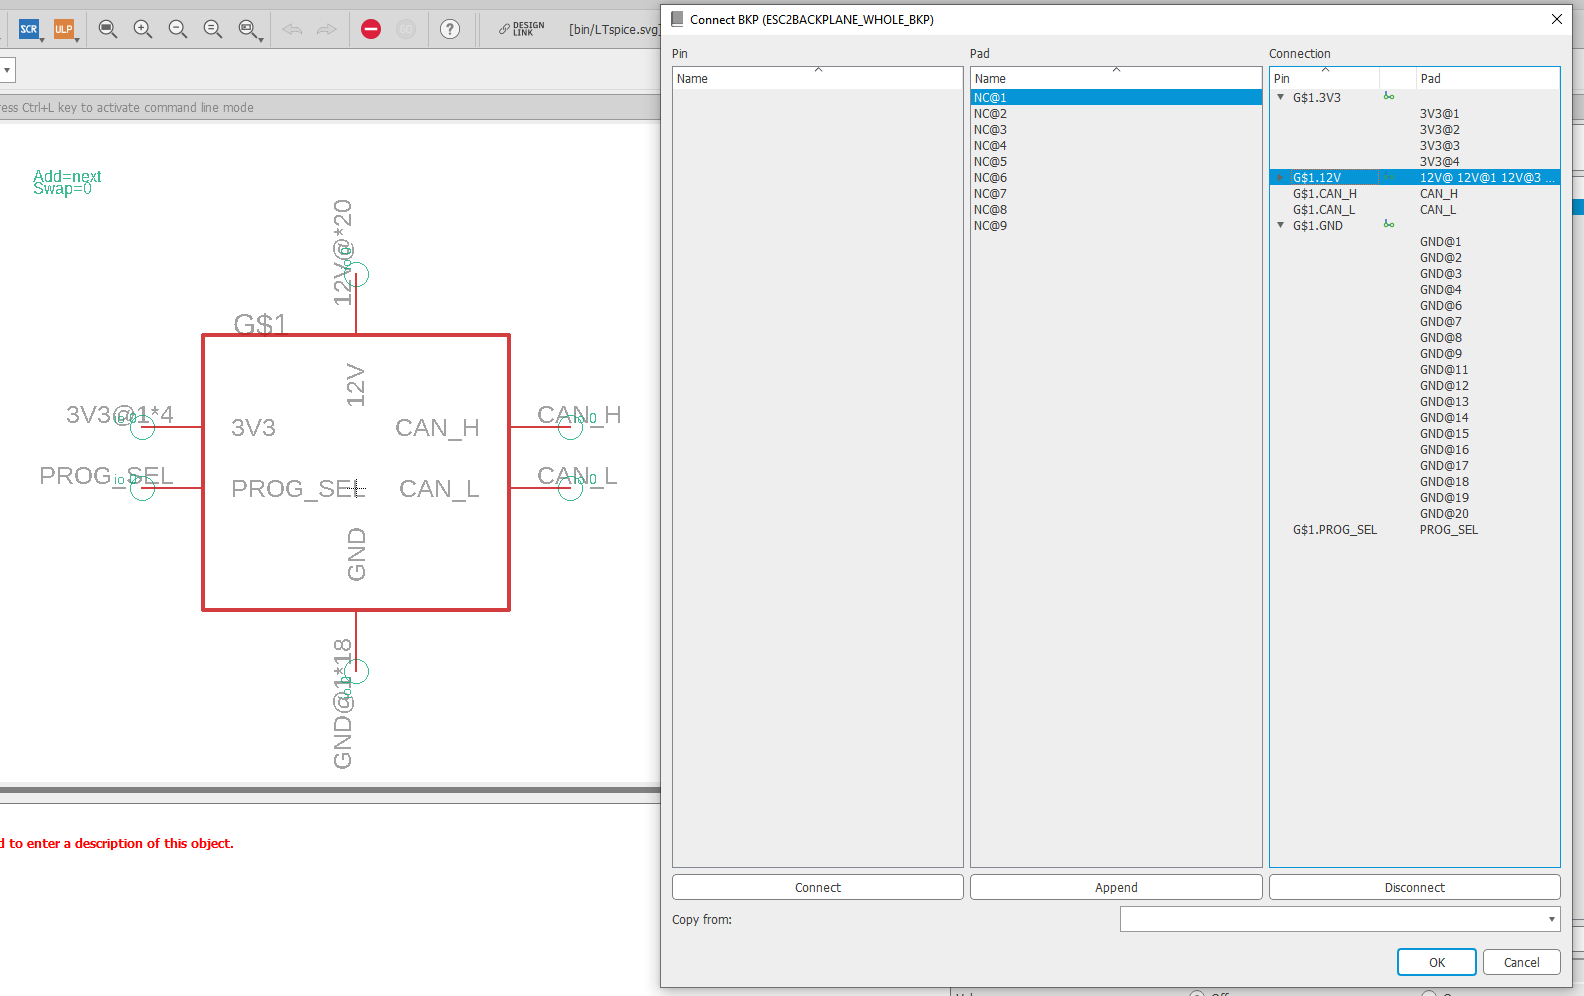 Connect BKP (ESC2BACKPLANE_WHOLE_BKP)
SCR
ULP
DESIGN LINK
[bin/LTspice.svg]
ess Ctrl+L key to activate command line mode
Add=next
Swap=0
12V@*20
G$1
12V
3V3@1*4
3V3
CAN_H
CAN_H
PROG_SEL
PROG_SEL
CAN_L
CAN_L
GND
GND@1*18
d to enter a description of this object.
Pin
Name
Pad
Name
NC@1
NC@2
NC@3
NC@4
NC@5
NC@6
NC@7
NC@8
NC@9
Connection
Pin Pad
G$1.3V3
3V3@1
3V3@2
3V3@3
3V3@4
G$1.12V 12V@ 12V@1 12V@3 ...
G$1.CAN_H CAN_H
G$1.CAN_L CAN_L
G$1.GND
GND@1
GND@2
GND@3
GND@4
GND@6
GND@7
GND@8
GND@9
GND@11
GND@12
GND@13
GND@14
GND@15
GND@16
GND@17
GND@18
GND@19
GND@20
G$1.PROG_SEL PROG_SEL
Connect
Append
Disconnect
Copy from:
OK
Cancel